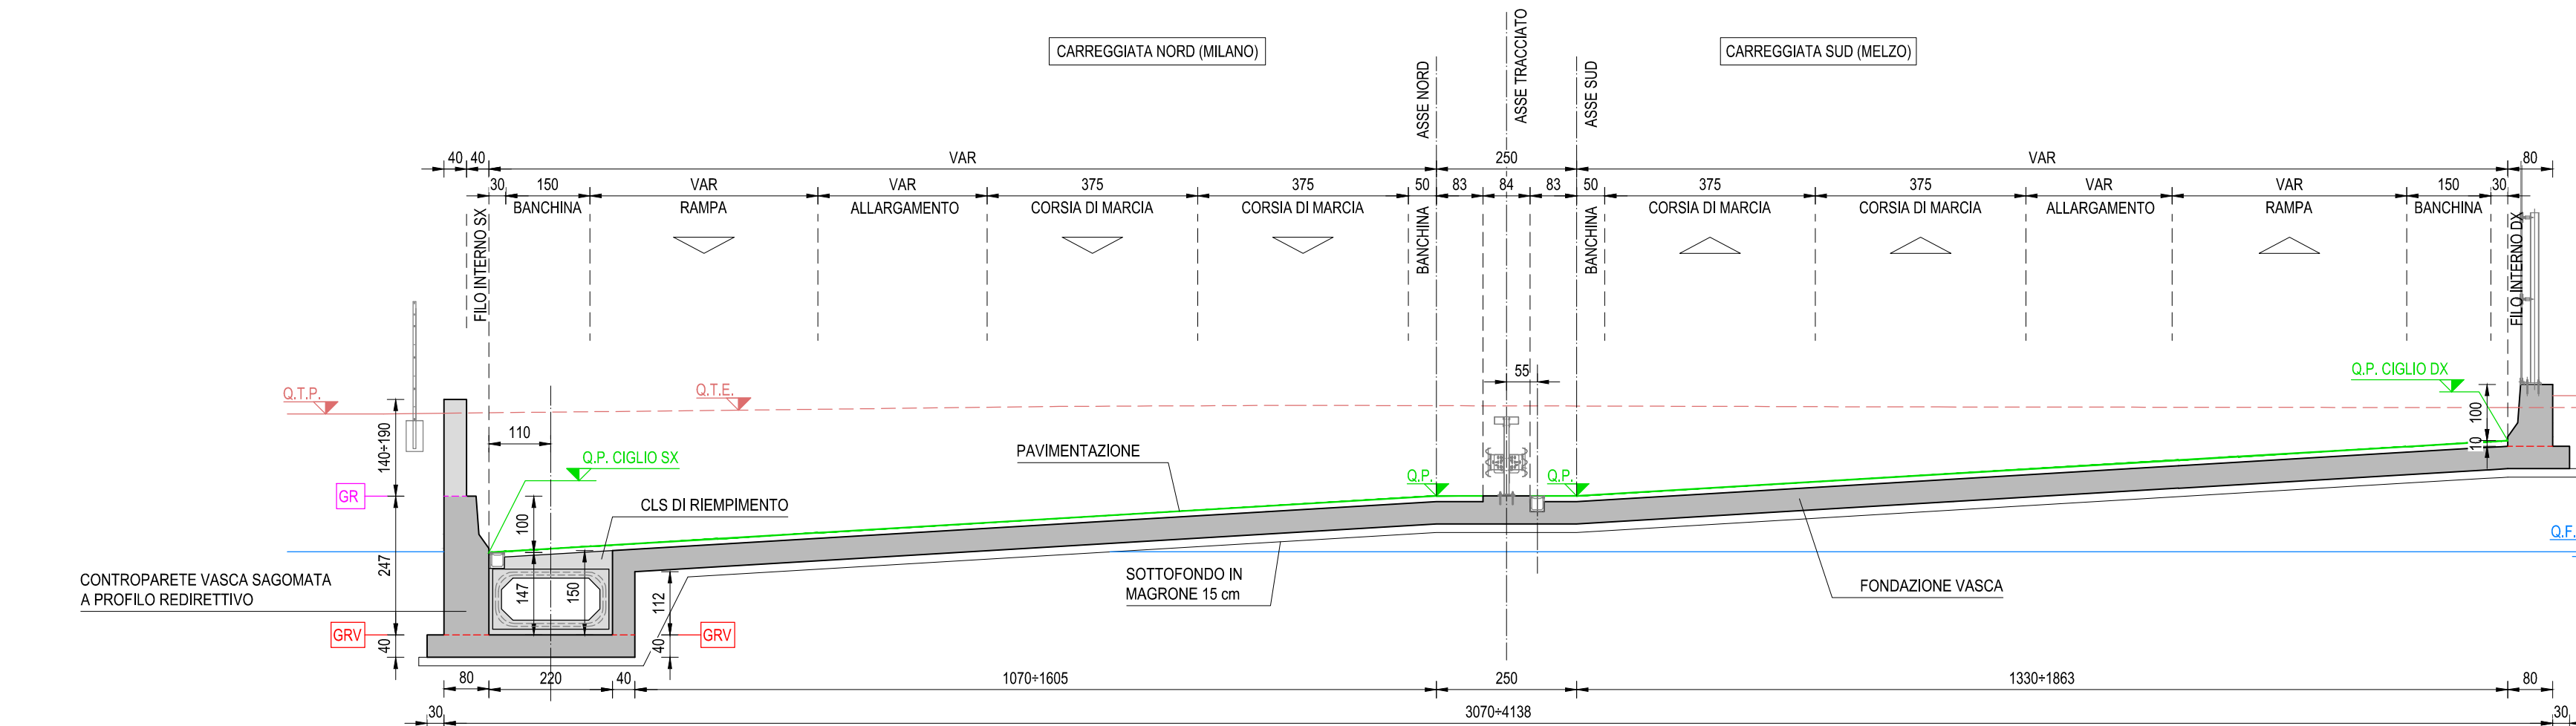 CARREGGIATA NORD (MILANO)
CARREGGIATA SUD (MELZO)
ASSE NORD
ASSE TRACCIATO
ASSE SUD
40 40 VAR 250 VAR 80
30 150 VAR VAR 375 375 50 83 84 83 50 375 375 VAR VAR 150 30
BANCHINA RAMPA ALLARGAMENTO CORSIA DI MARCIA CORSIA DI MARCIA BANCHINA BANCHINA CORSIA DI MARCIA CORSIA DI MARCIA ALLARGAMENTO RAMPA BANCHINA
FILO INTERNO SX
FILO INTERNO DX
Q.T.P.
Q.T.E.
55
Q.P. CIGLIO DX
100
10
140÷190
110
Q.P. CIGLIO SX
PAVIMENTAZIONE
GR
Q.P.
Q.P.
CLS DI RIEMPIMENTO
100
247
147
150
112
Q.F.
CONTROPARETE VASCA SAGOMATA
A PROFILO REDIRETTIVO
SOTTOFONDO IN
MAGRONE 15 cm
FONDAZIONE VASCA
GRV
GRV
40
40
80 220 40 1070÷1605 250 1330÷1863 80
30 3070÷4138 30